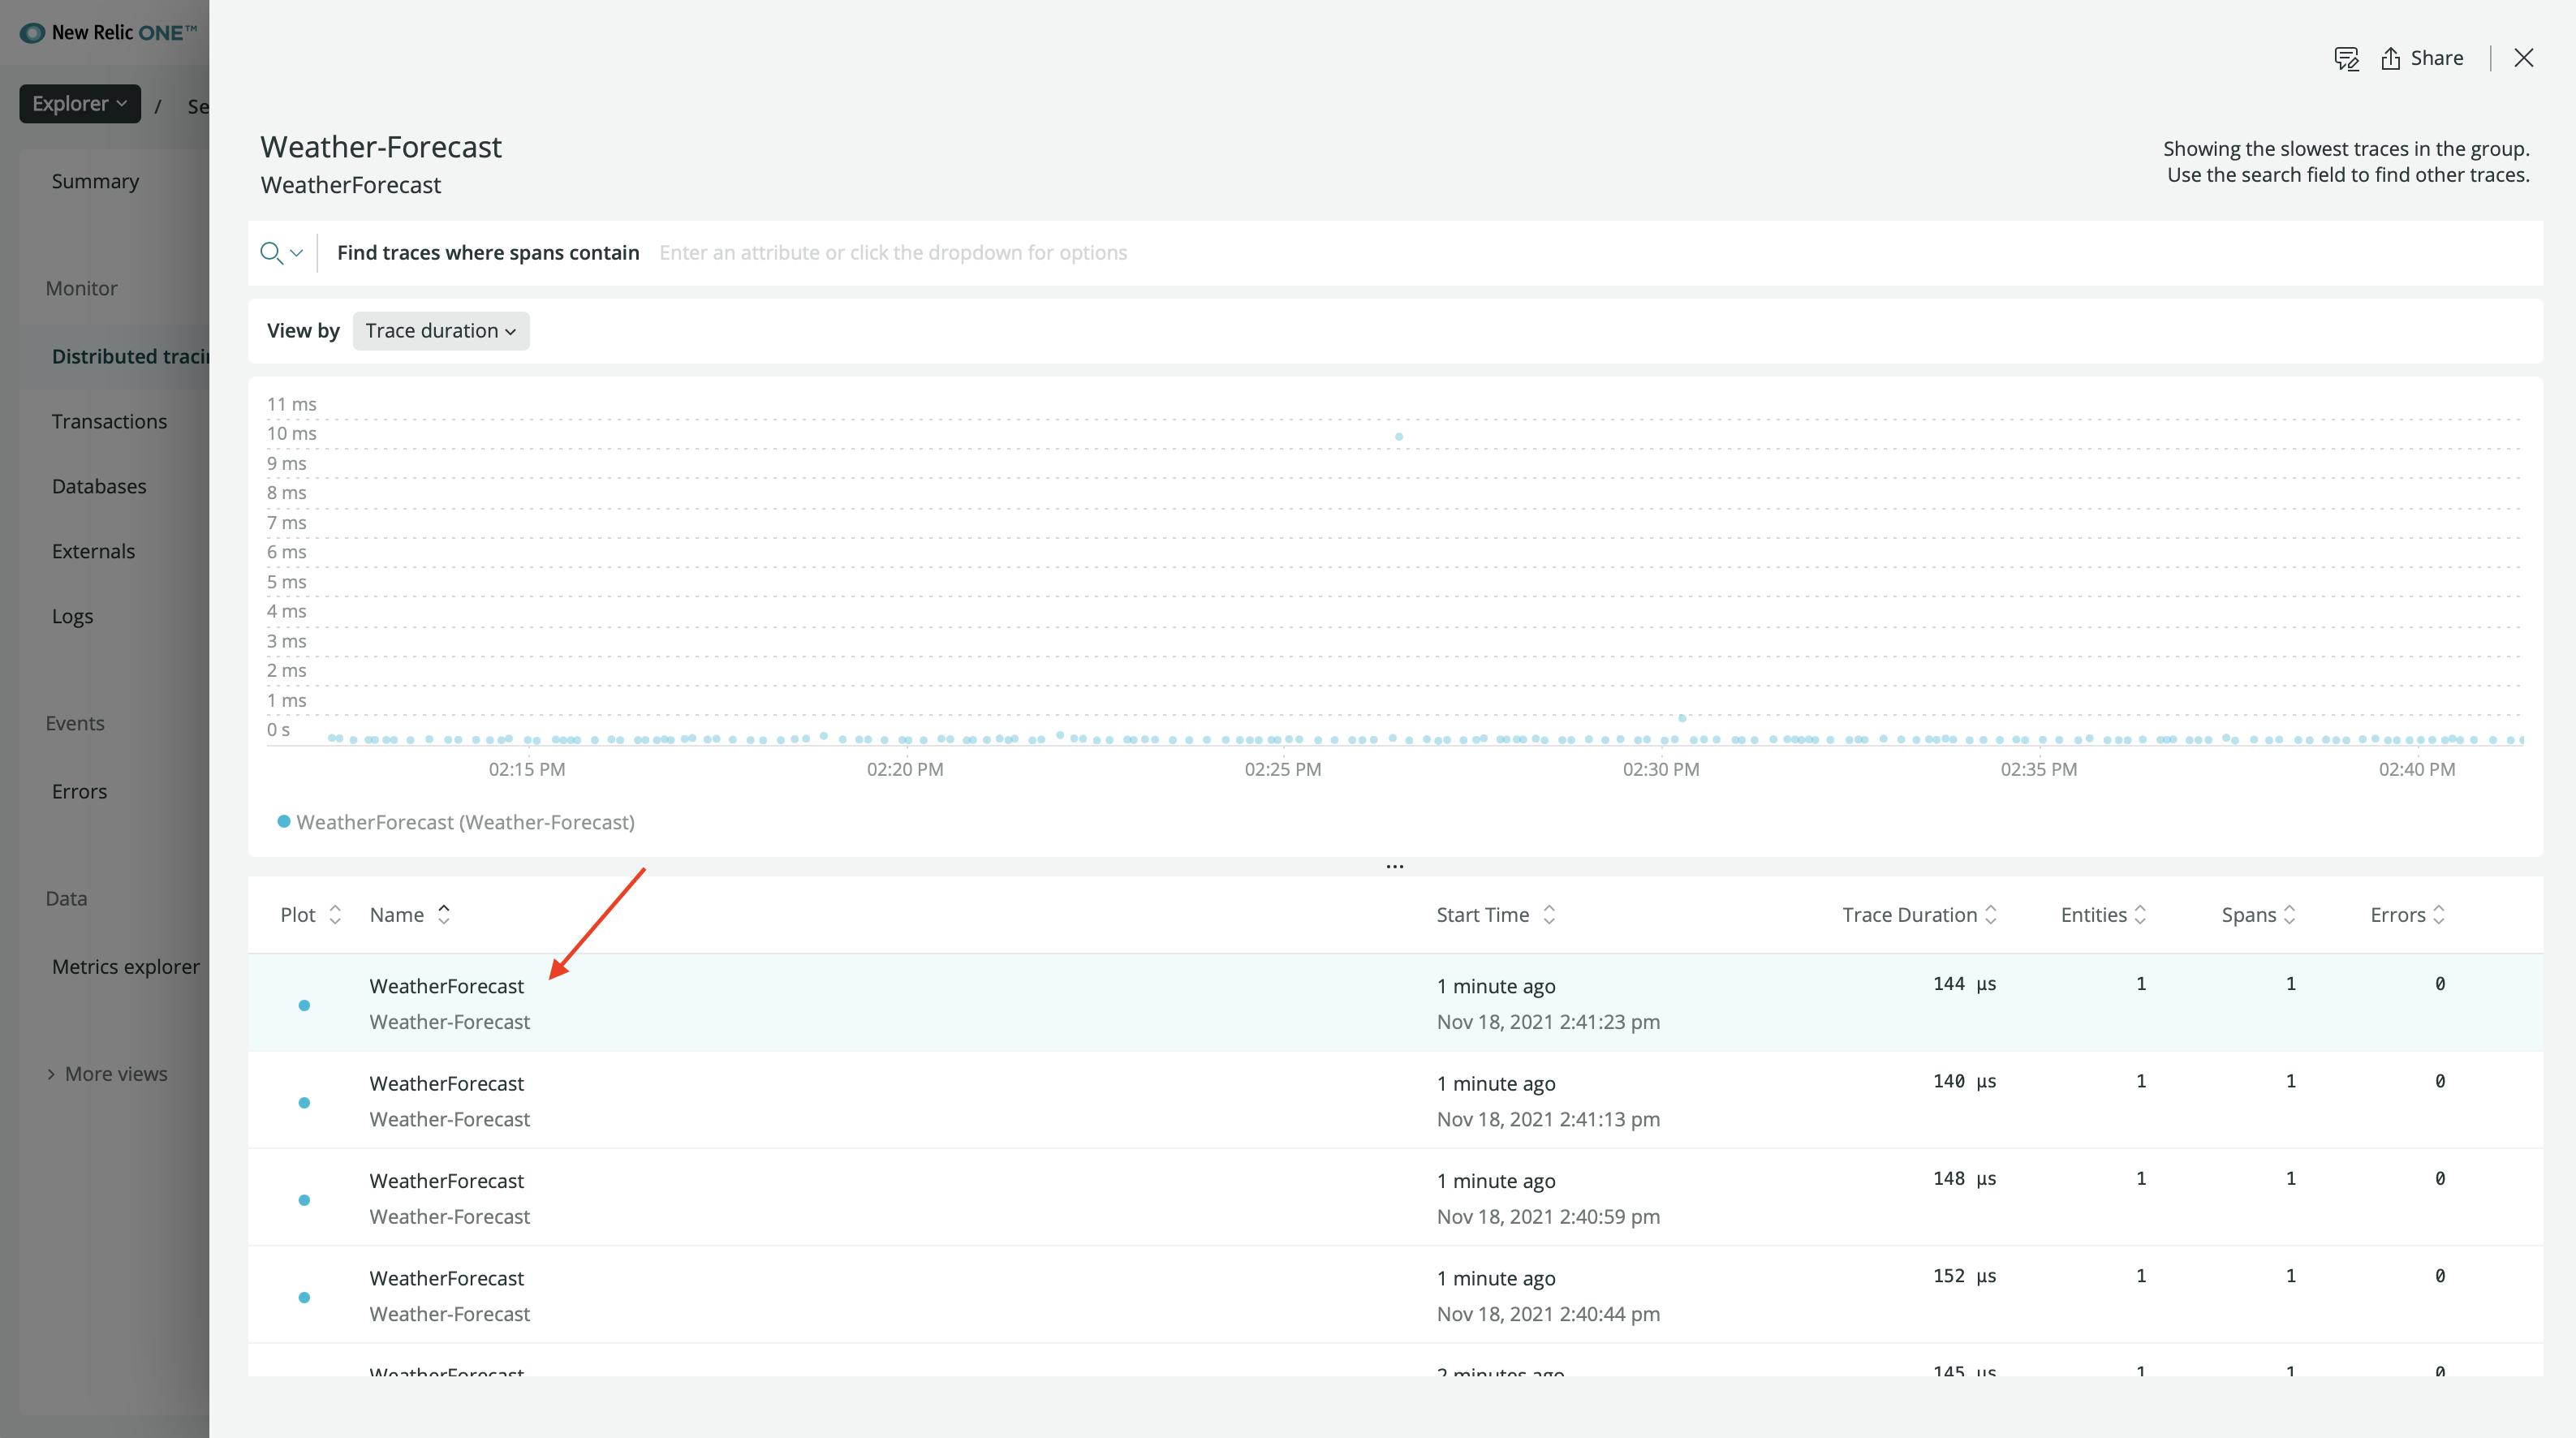 New Relic ONE™
Share
Explorer / Se
Weather-Forecast
WeatherForecast
Showing the slowest traces in the group.
Use the search field to find other traces.
Summary
Monitor
Distributed tracin
Transactions
Databases
Externals
Logs
Events
Errors
Data
Metrics explorer
More views
Find traces where spans contain Enter an attribute or click the dropdown for options
View by Trace duration
11 ms
10 ms
9 ms
8 ms
7 ms
6 ms
5 ms
4 ms
3 ms
2 ms
1 ms
0 s
02:15 PM 02:20 PM 02:25 PM 02:30 PM 02:35 PM 02:40 PM
WeatherForecast (Weather-Forecast)
...
Plot Name Start Time Trace Duration Entities Spans Errors
WeatherForecast 1 minute ago 144 µs 1 1 0
Weather-Forecast Nov 18, 2021 2:41:23 pm
WeatherForecast 1 minute ago 140 µs 1 1 0
Weather-Forecast Nov 18, 2021 2:41:13 pm
WeatherForecast 1 minute ago 148 µs 1 1 0
Weather-Forecast Nov 18, 2021 2:40:59 pm
WeatherForecast 1 minute ago 152 µs 1 1 0
Weather-Forecast Nov 18, 2021 2:40:44 pm
WeatherForecast 2 minutes ago 145 µs 1 1 0